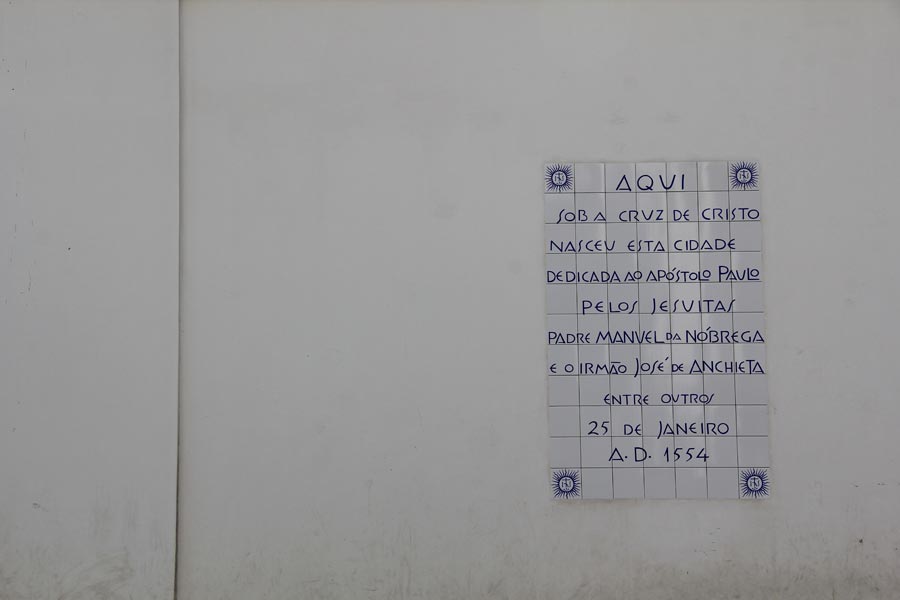 AQUI
SOB A CRUZ DE CRISTO
NASCEU ESTA CIDADE
DEDICADA AO APÓSTOLO PAULO
PELOS JESUITAS
PADRE MANUEL DA NÓBREGA
E O IRMÃO JOSÉ DE ANCHIETA
ENTRE OUTROS
25 DE JANEIRO
A. D. 1554